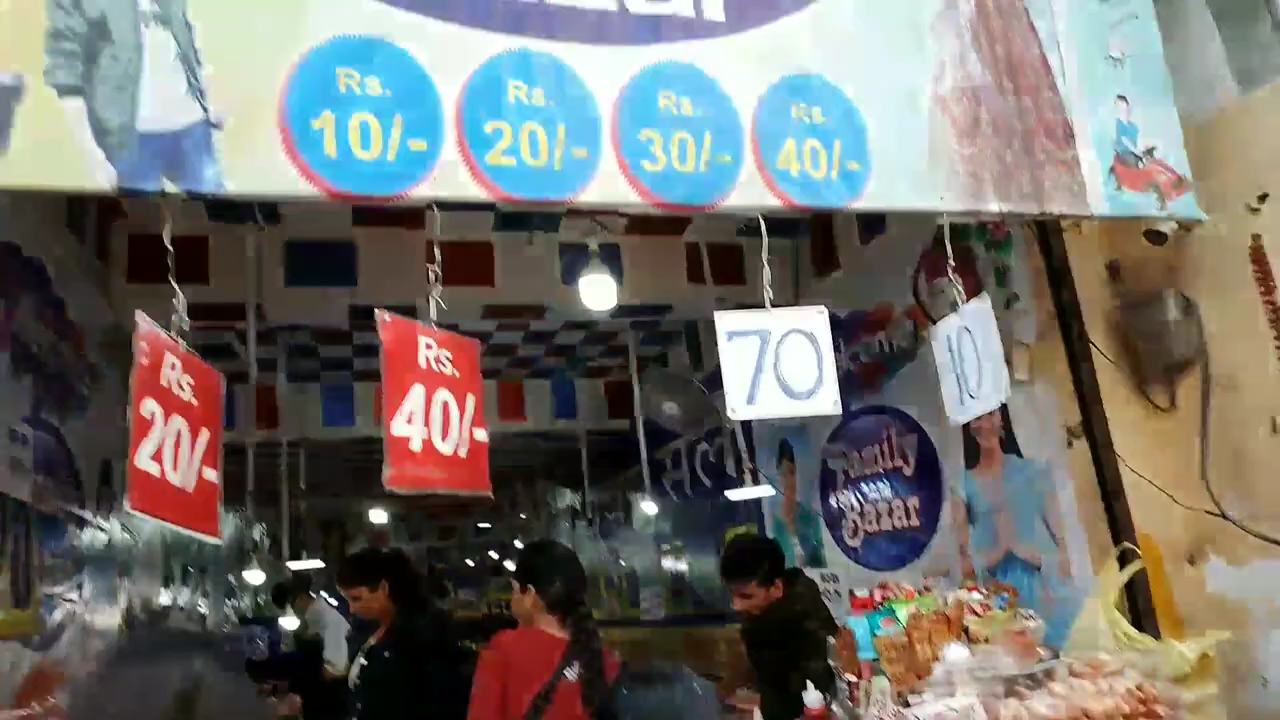 Rs.
10/-
Rs.
20/-
Rs.
30/-
Rs.
40/-
Rs.
20/-
Rs.
40/-
70
10
Family
Bazar